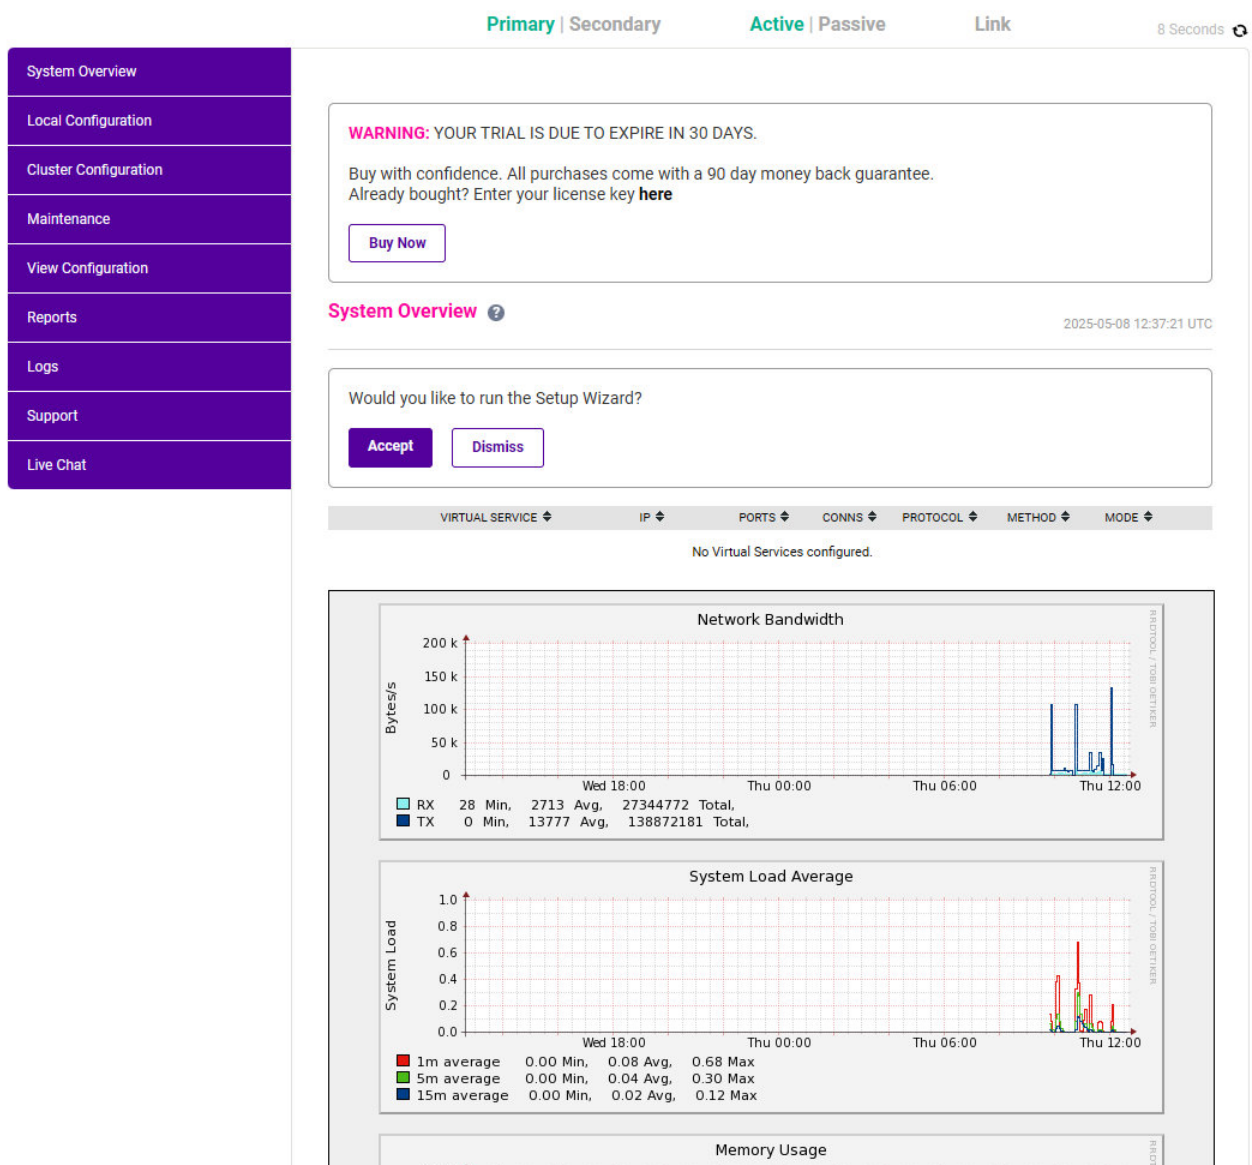 Primary | Secondary Active | Passive Link 8 Seconds
System Overview
Local Configuration
Cluster Configuration
Maintenance
View Configuration
Reports
Logs
Support
Live Chat
WARNING: YOUR TRIAL IS DUE TO EXPIRE IN 30 DAYS.
Buy with confidence. All purchases come with a 90 day money back guarantee.
Already bought? Enter your license key here
Buy Now
System Overview ?
2025-05-08 12:37:21 UTC
Would you like to run the Setup Wizard?
Accept Dismiss
VIRTUAL SERVICE IP PORTS CONNS PROTOCOL METHOD MODE
No Virtual Services configured.
Network Bandwidth
RRDTOOL / TOBI OETIKER
Bytes/s
200 k
150 k
100 k
50 k
0
Wed 18:00 Thu 00:00 Thu 06:00 Thu 12:00
RX 28 Min, 2713 Avg, 27344772 Total,
TX 0 Min, 13777 Avg, 138872181 Total,
System Load Average
RRDTOOL / TOBI OETIKER
System Load
1.0
0.8
0.6
0.4
0.2
0.0
Wed 18:00 Thu 00:00 Thu 06:00 Thu 12:00
1m average 0.00 Min, 0.08 Avg, 0.68 Max
5m average 0.00 Min, 0.04 Avg, 0.30 Max
15m average 0.00 Min, 0.02 Avg, 0.12 Max
Memory Usage